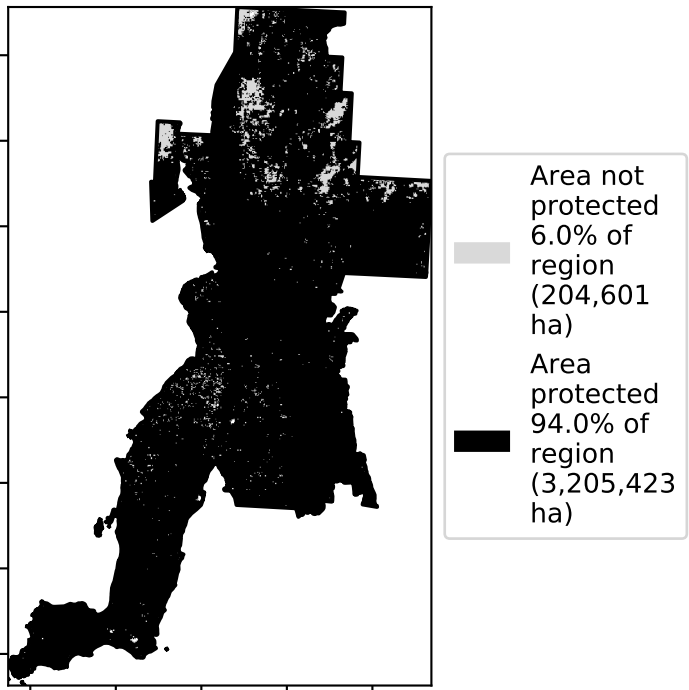 Area not
protected
6.0% of
region
(204,601
ha)
Area
protected
94.0% of
region
(3,205,423
ha)